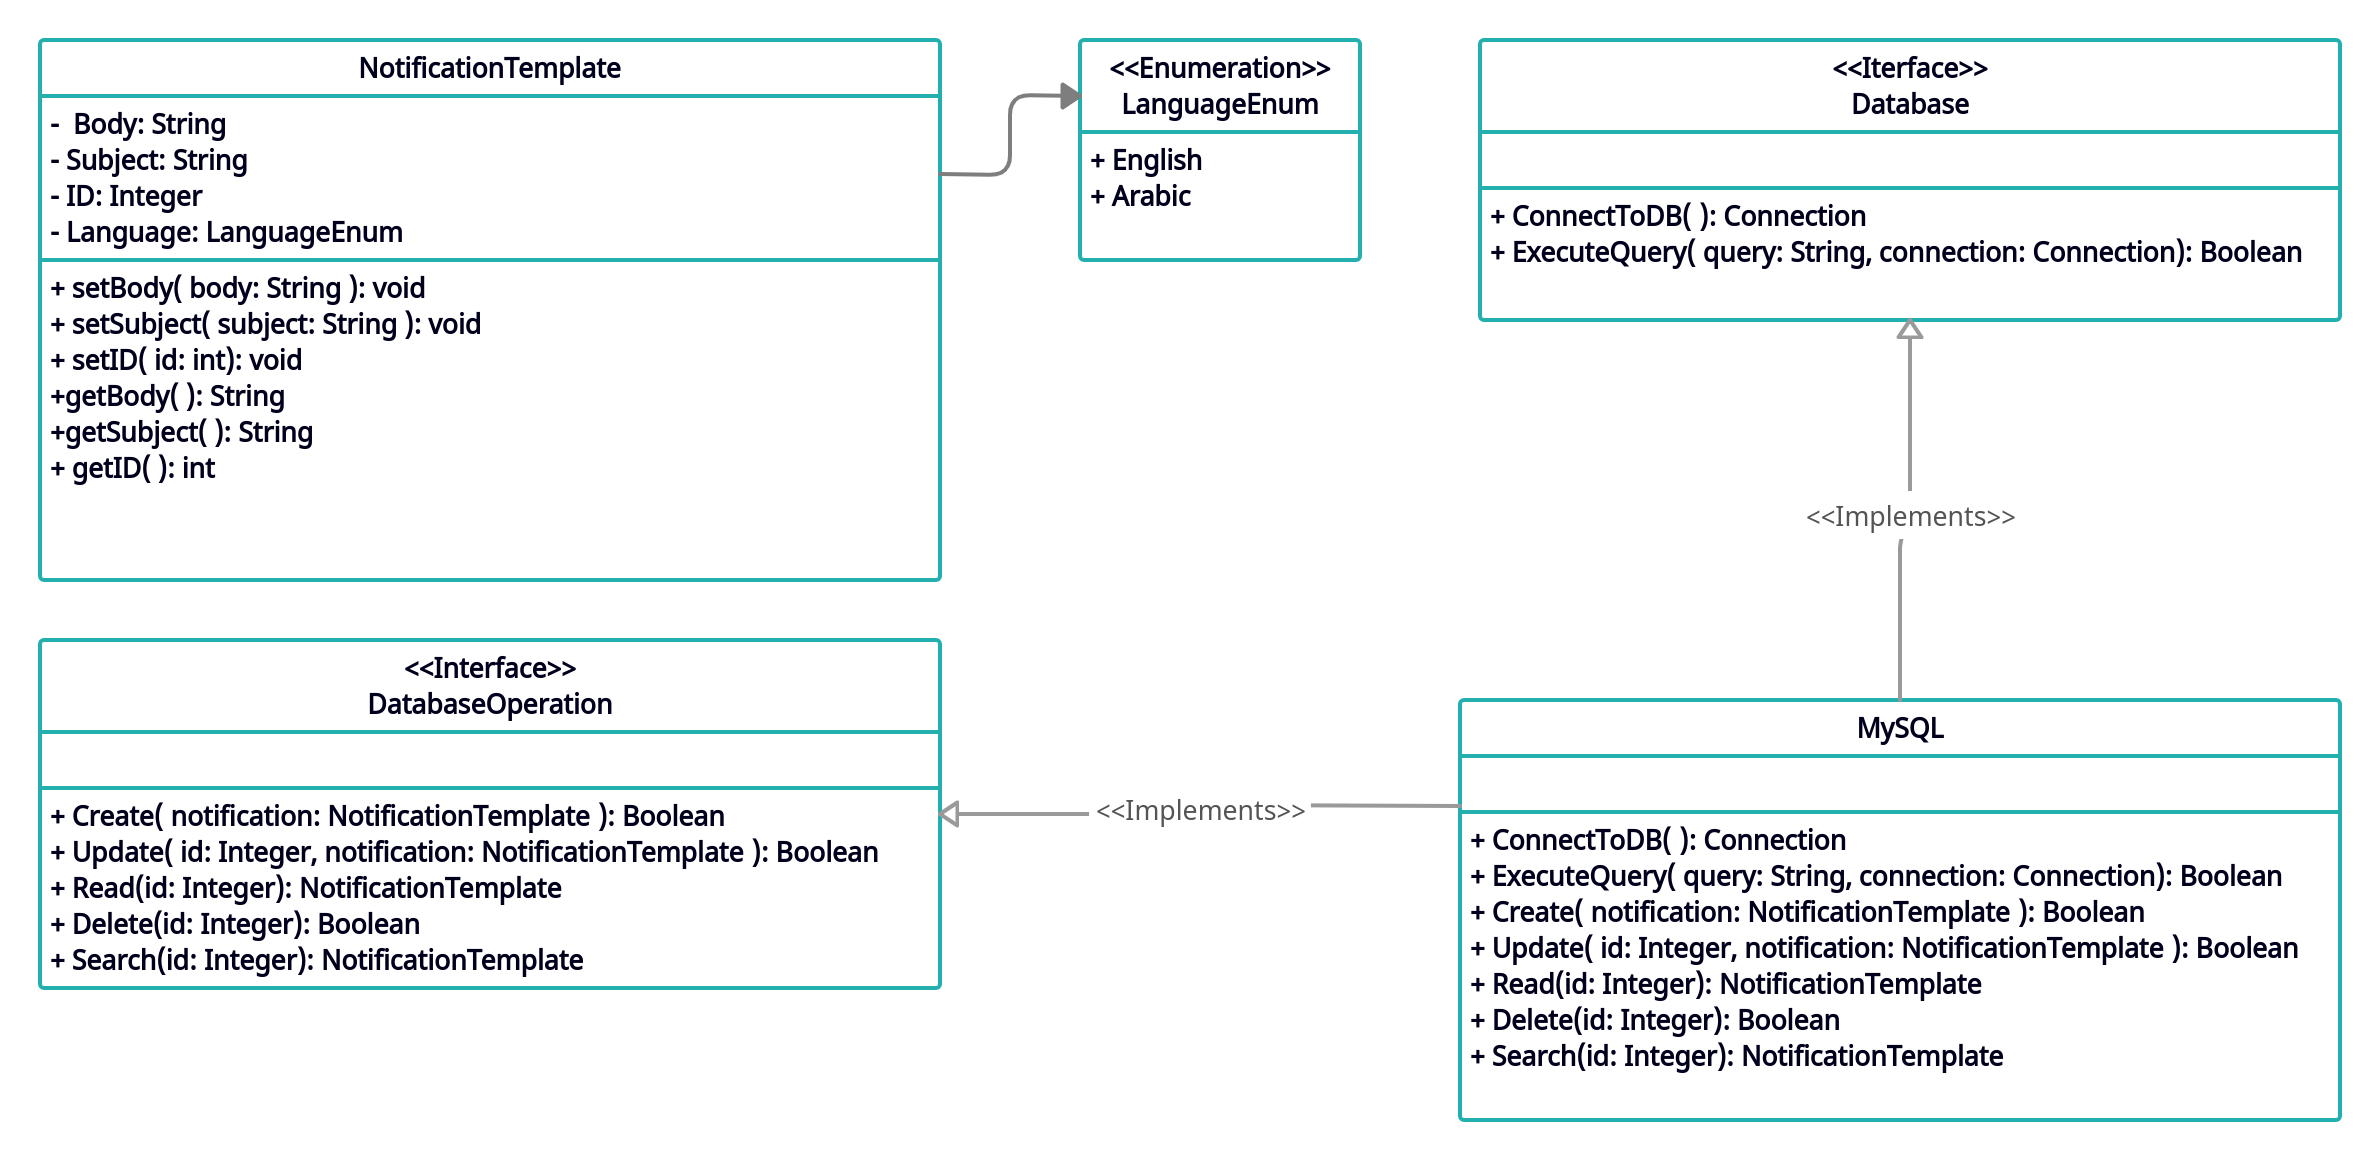 NotificationTemplate
-  Body: String
- Subject: String
- ID: Integer
- Language: LanguageEnum
+ setBody( body: String ): void
+ setSubject( subject: String ): void
+ setID( id: int): void
+getBody( ): String
+getSubject( ): String
+ getID( ): int
<<Enumeration>>
LanguageEnum
+ English
+ Arabic
<<Iterface>>
Database
+ ConnectToDB( ): Connection
+ ExecuteQuery( query: String, connection: Connection): Boolean
<<Implements>>
<<Interface>>
DatabaseOperation
+ Create( notification: NotificationTemplate ): Boolean
+ Update( id: Integer, notification: NotificationTemplate ): Boolean
+ Read(id: Integer): NotificationTemplate
+ Delete(id: Integer): Boolean
+ Search(id: Integer): NotificationTemplate
<<Implements>>
MySQL
+ ConnectToDB( ): Connection
+ ExecuteQuery( query: String, connection: Connection): Boolean
+ Create( notification: NotificationTemplate ): Boolean
+ Update( id: Integer, notification: NotificationTemplate ): Boolean
+ Read(id: Integer): NotificationTemplate
+ Delete(id: Integer): Boolean
+ Search(id: Integer): NotificationTemplate